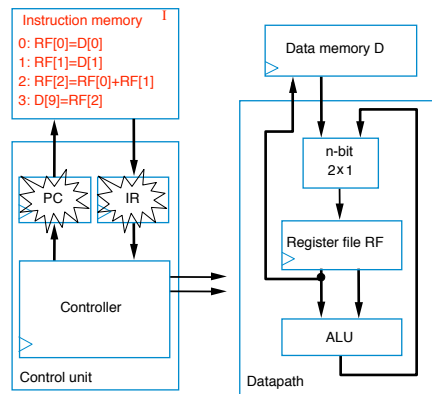 Instruction memory I
0: RF[0]=D[0]
1: RF[1]=D[1]
2: RF[2]=RF[0]+RF[1]
3: D[9]=RF[2]
PC
IR
Controller
Control unit
Data memory D
n-bit
2x1
Register file RF
ALU
Datapath